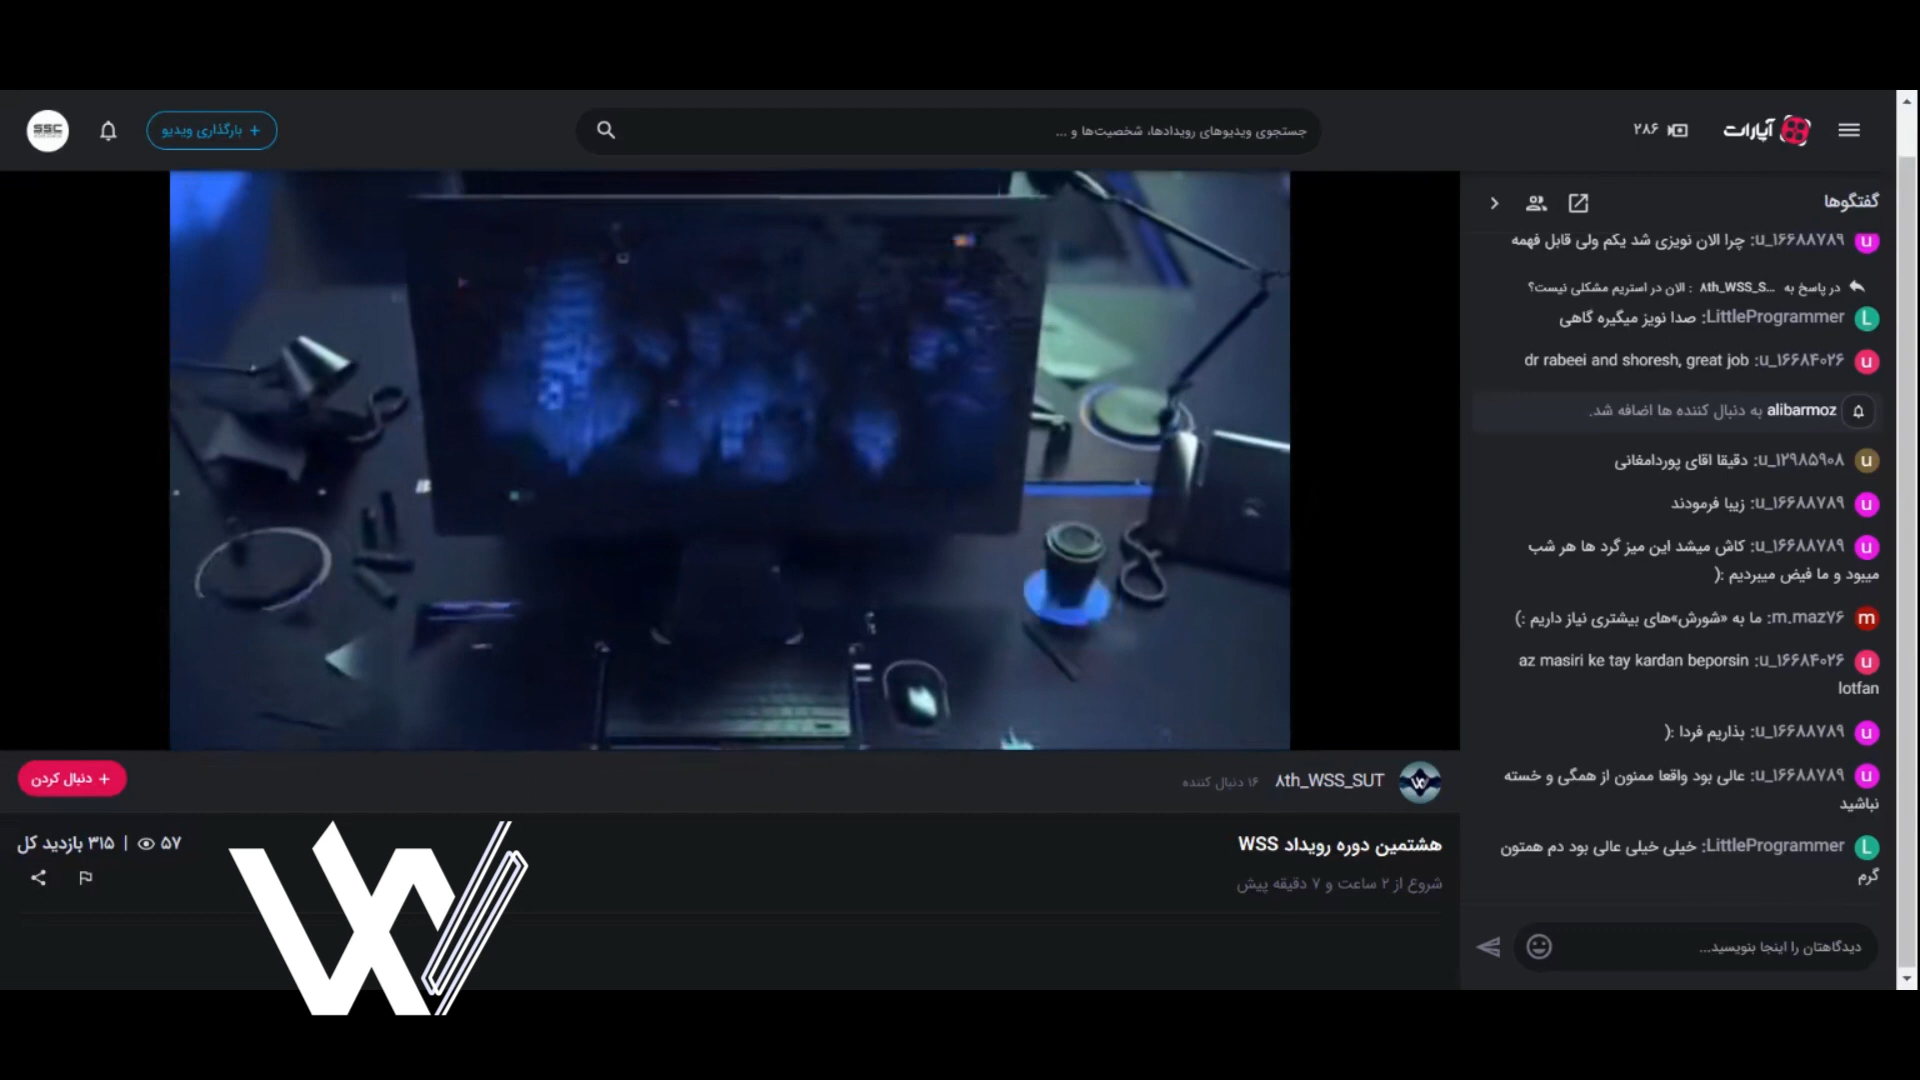 آپارات
۲۸۶
جستجوی ویدیوهای رویدادها، شخصیت‌ها و ...
+ بارگذاری ویدیو
SSC
گفتگوها
u_۱۶۶۸۸۷۸۹: چرا الان نویزی شد یکم ولی قابل فهمه
در پاسخ به ۸th_WSS_S... : الان در استریم مشکلی نیست؟
LittleProgrammer: صدا نویز میگیره گاهی
dr rabeei and shoresh, great job :u_۱۶۶۸۴۰۲۶
alibarmoz به دنبال کننده ها اضافه شد.
u_۱۲۹۸۵۹۰۸: دقیقا اقای پوردامغانی
u_۱۶۶۸۸۷۸۹: زیبا فرمودند
u_۱۶۶۸۸۷۸۹: کاش میشد این میز گرد ها هر شب
میبود و ما فیض میبردیم :(
m.maz۷۶: ما به «شورش»های بیشتری نیاز داریم :)
az masiri ke tay kardan beporsin :u_۱۶۶۸۴۰۲۶
lotfan
u_۱۶۶۸۸۷۸۹: بذاریم فردا :(
u_۱۶۶۸۸۷۸۹: عالی بود واقعا ممنون از همگی و خسته
نباشید
LittleProgrammer: خیلی خیلی عالی بود دم همتون
گرم
دیدگاهتان را اینجا بنویسید...
۸th_WSS_SUT ۱۶ دنبال کننده
+ دنبال کردن
هشتمین دوره رویداد WSS
شروع از ۲ ساعت و ۷ دقیقه پیش
۵۷ | ۳۱۵ بازدید کل